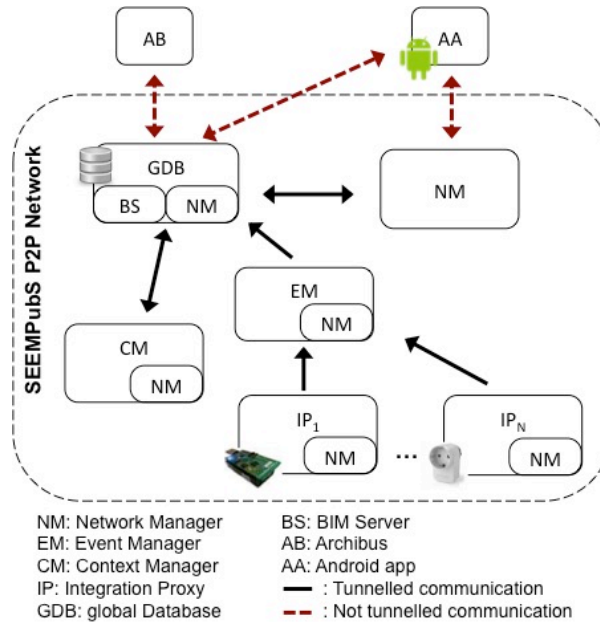 AB
AA
GDB
BS
NM
NM
SEEMPubS P2P Network
EM
NM
CM
NM
IP1
NM
...
IPN
NM
NM: Network Manager
EM: Event Manager
CM: Context Manager
IP: Integration Proxy
GDB: global Database
BS: BIM Server
AB: Archibus
AA: Android app
: Tunnelled communication
: Not tunnelled communication